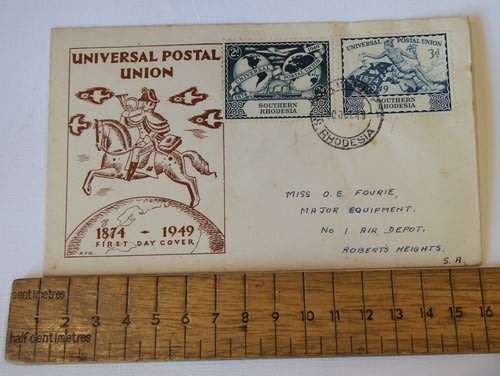 UNIVERSAL POSTAL
UNION
1874 - 1949
FIRST DAY COVER
2D
1949
UNIVERSAL POSTAL UNION
SOUTHERN
RHODESIA
UNIVERSAL POSTAL UNION
3d
SOUTHERN
RHODESIA
RHODESIA
MISS O.E. FOURIE,
MAJOR EQUIPMENT,
NO 1 AIR DEPOT,
ROBERTS HEIGHTS.
S.A.
centimetres
1 2 3 4 5 6 7 8 9 10 11 12 13 14 15 16
half centimetres